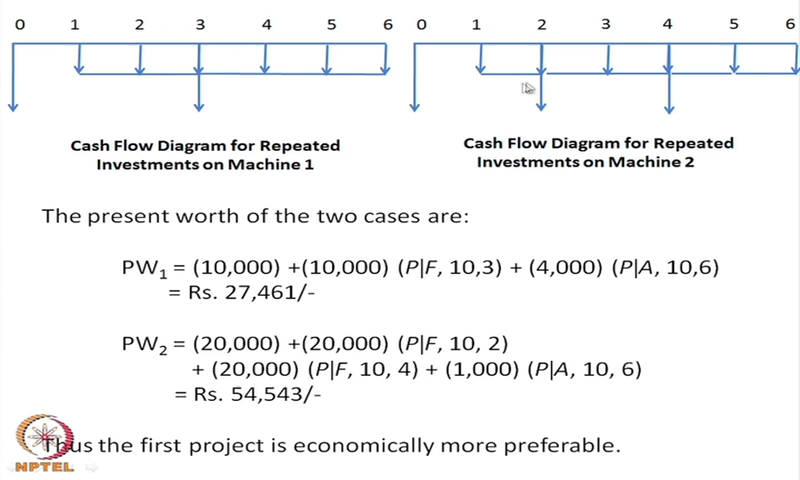 0 1 2 3 4 5 6 0 1 2 3 4 5 6
Cash Flow Diagram for Repeated
Investments on Machine 1
Cash Flow Diagram for Repeated
Investments on Machine 2
The present worth of the two cases are:
PW₁ = (10,000) +(10,000) (P|F, 10,3) + (4,000) (P|A, 10,6)
= Rs. 27,461/-
PW₂ = (20,000) +(20,000) (P|F, 10, 2)
+ (20,000) (P|F, 10, 4) + (1,000) (P|A, 10, 6)
= Rs. 54,543/-
Thus the first project is economically more preferable.
NPTEL